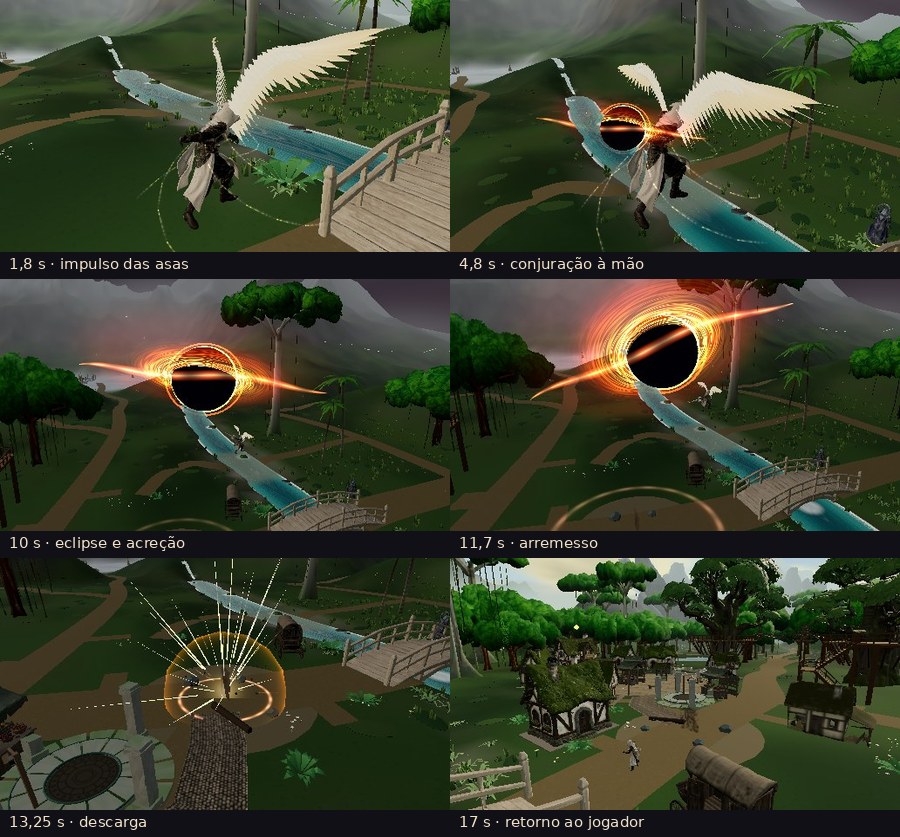 1,8 s · impulso das asas
4,8 s · conjuração à mão
10 s · eclipse e acreção
11,7 s · arremesso
13,25 s · descarga
17 s · retorno ao jogador